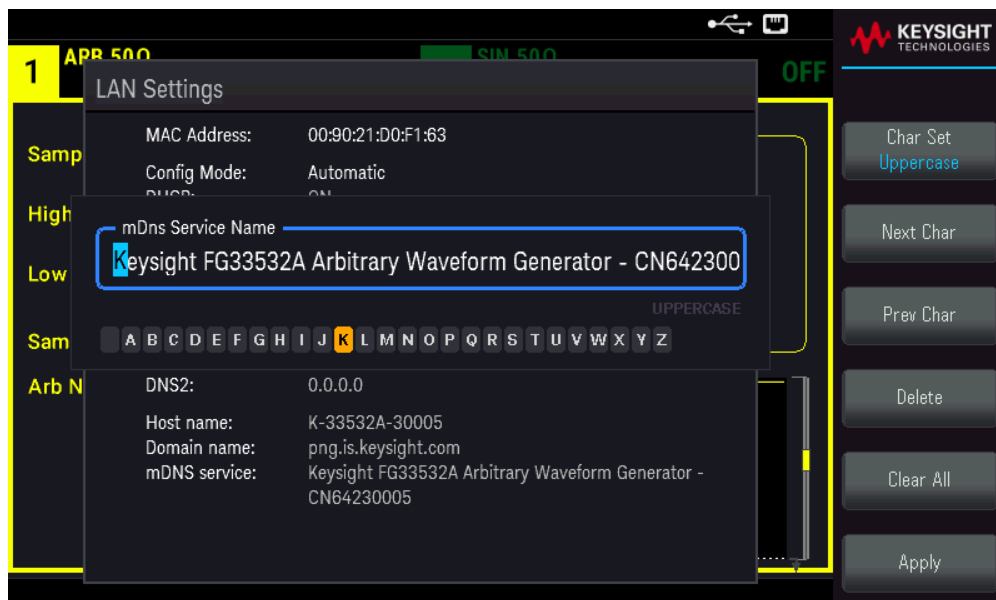 KEYSIGHT
TECHNOLOGIES
1
ARB 50Ω
SIN 50Ω
OFF
LAN Settings
MAC Address: 00:90:21:D0:F1:63
Config Mode: Automatic
DHCP: ON
Samp
High
Low
Sam
Arb N
mDns Service Name
Keysight FG33532A Arbitrary Waveform Generator - CN642300
UPPERCASE
A B C D E F G H I J K L M N O P Q R S T U V W X Y Z
DNS2: 0.0.0.0
Host name: K-33532A-30005
Domain name: png.is.keysight.com
mDNS service: Keysight FG33532A Arbitrary Waveform Generator -
CN64230005
Char Set
Uppercase
Next Char
Prev Char
Delete
Clear All
Apply